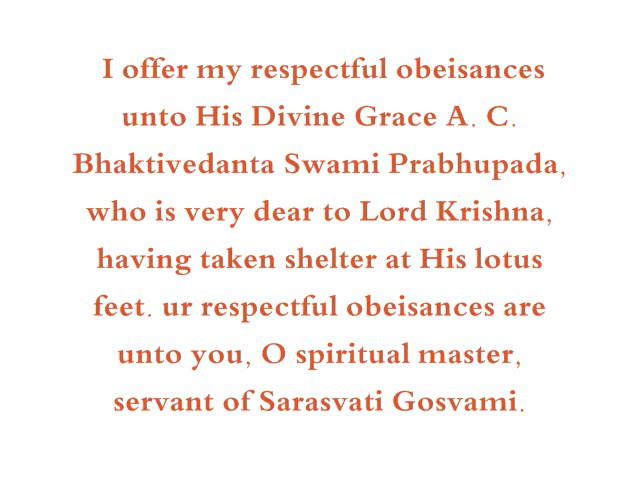 I offer my respectful obeisances
unto His Divine Grace A. C.
Bhaktivedanta Swami Prabhupada,
who is very dear to Lord Krishna,
having taken shelter at His lotus
feet. ur respectful obeisances are
unto you, O spiritual master,
servant of Sarasvati Gosvami.